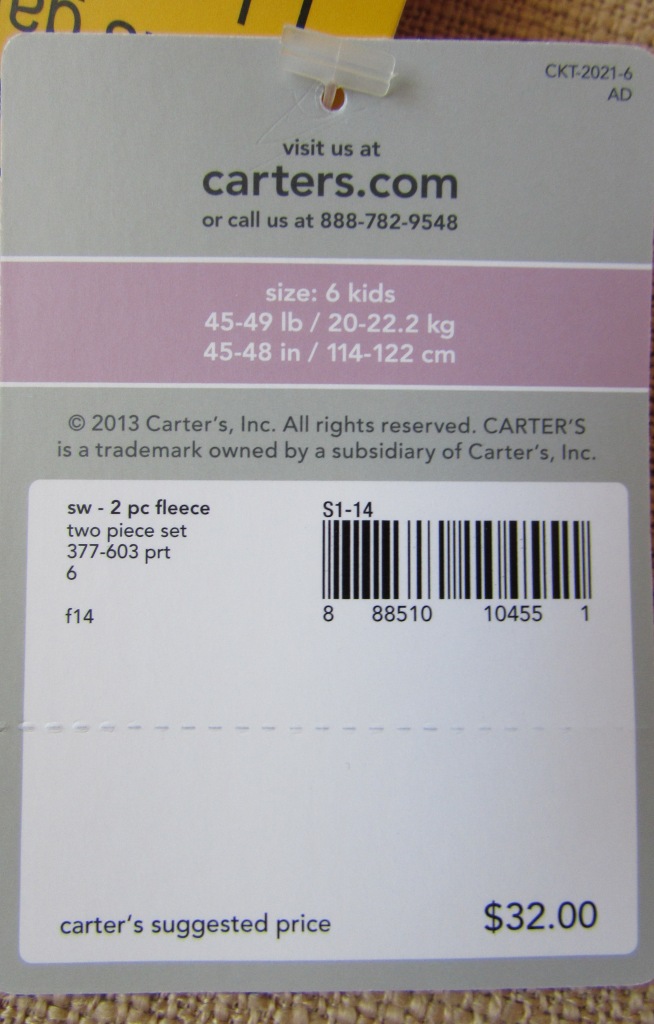 CKT-2021-6
AD
visit us at
carters.com
or call us at 888-782-9548
size: 6 kids
45-49 lb / 20-22.2 kg
45-48 in / 114-122 cm
© 2013 Carter's, Inc. All rights reserved. CARTER'S
is a trademark owned by a subsidiary of Carter's, Inc.
sw - 2 pc fleece
two piece set
377-603 prt
6
f14
S1-14
8 88510 10455 1
carter's suggested price
$32.00